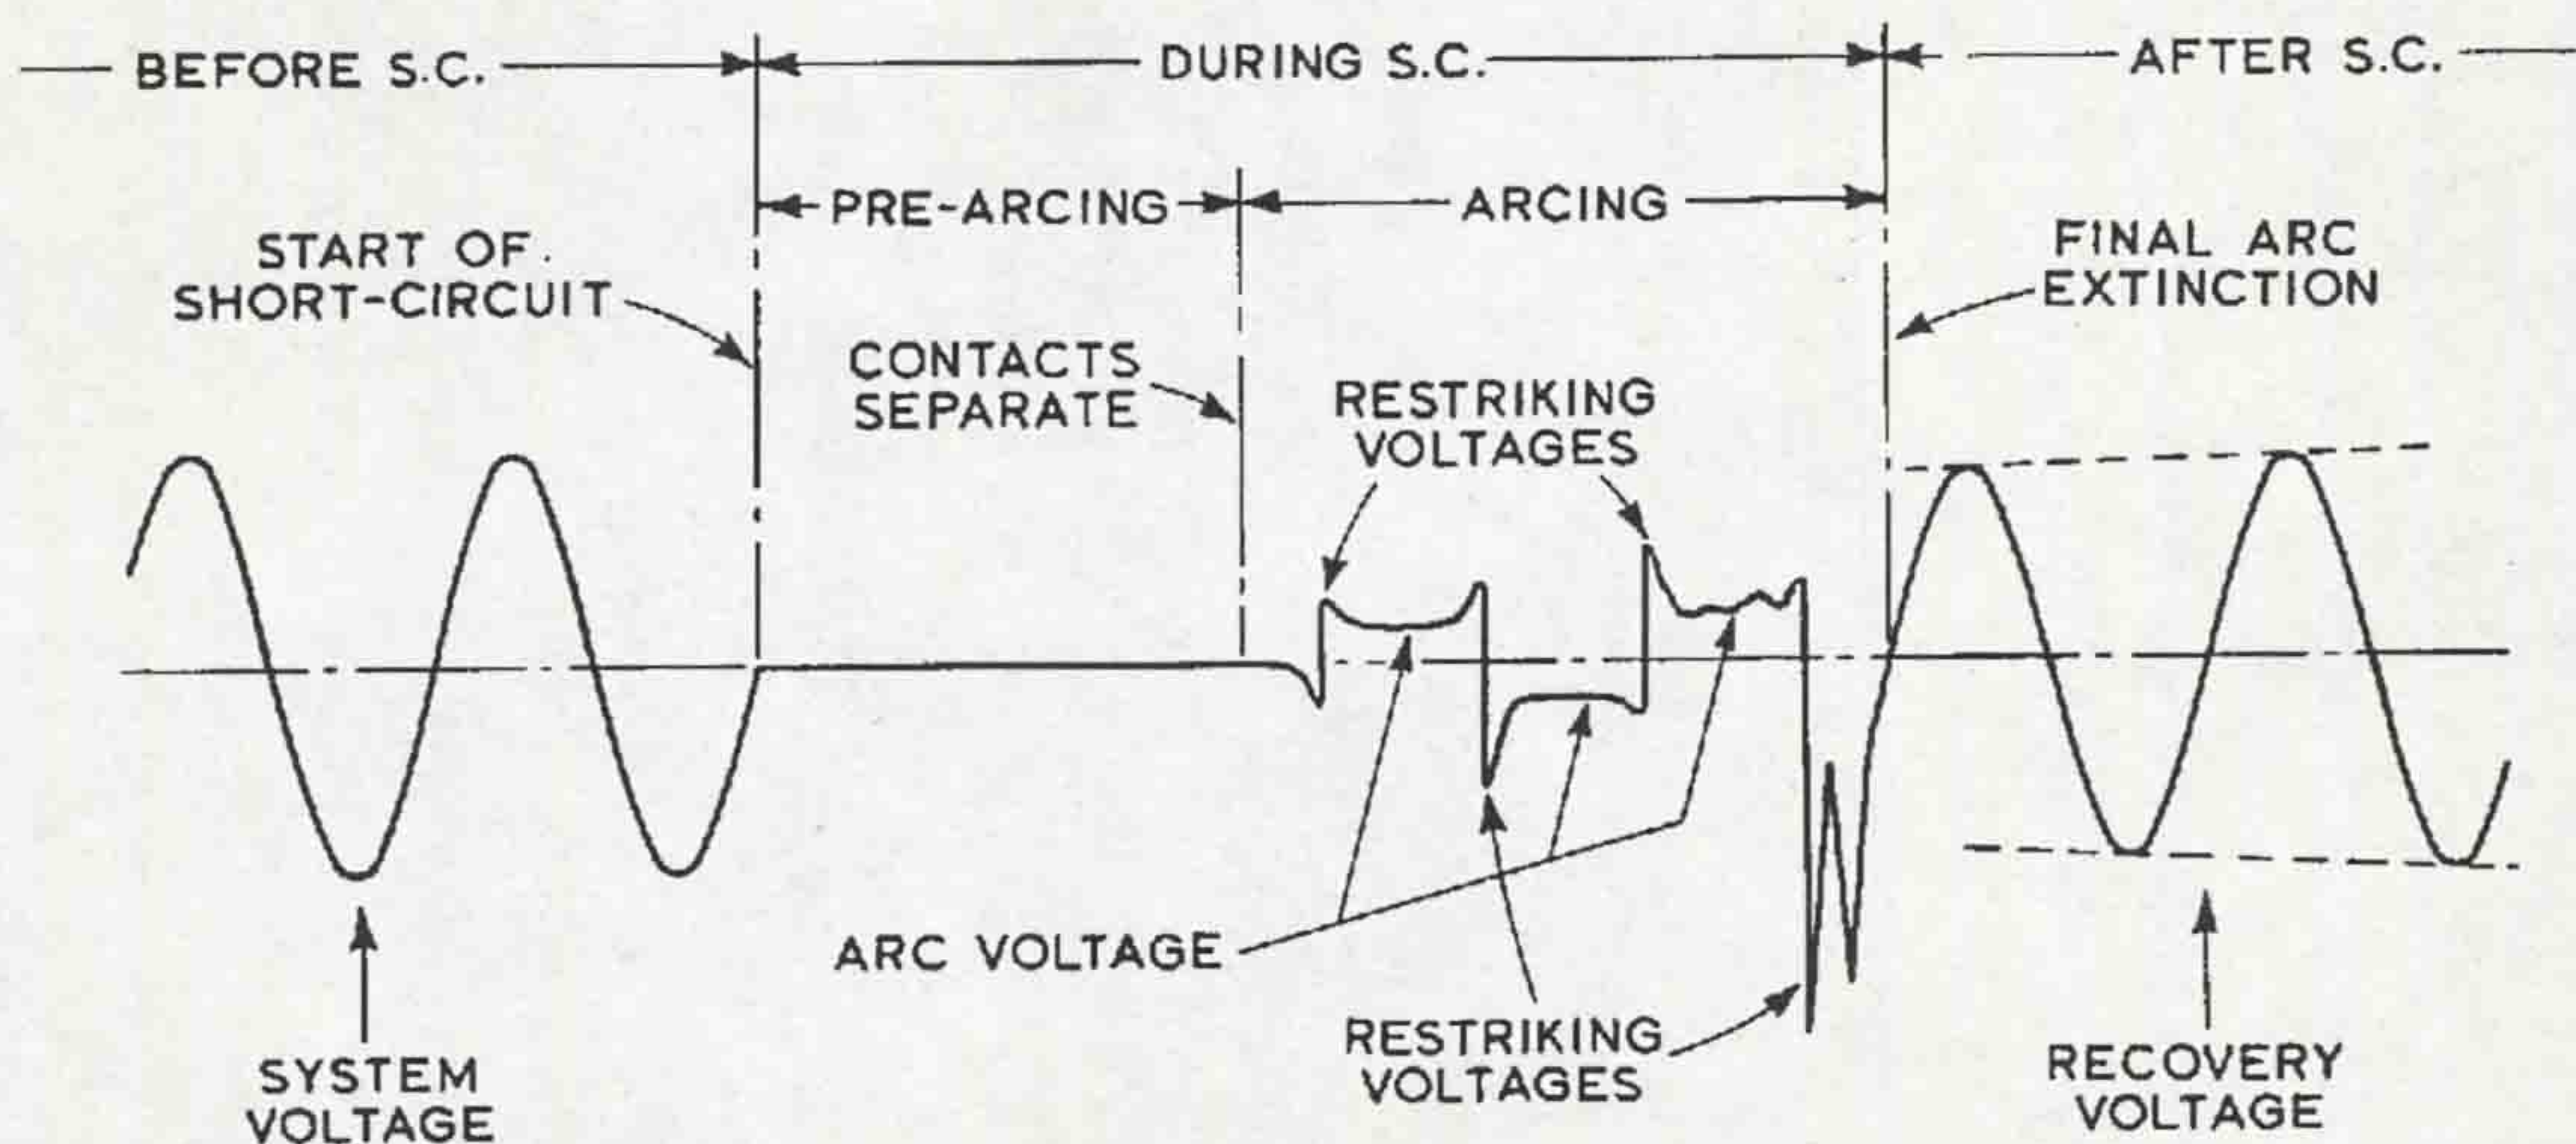 BEFORE S.C.
DURING S.C.
AFTER S.C.
PRE-ARCING
ARCING
START OF
SHORT-CIRCUIT
FINAL ARC
EXTINCTION
CONTACTS
SEPARATE
RESTRIKING
VOLTAGES
ARC VOLTAGE
RESTRIKING
VOLTAGES
SYSTEM
VOLTAGE
RECOVERY
VOLTAGE